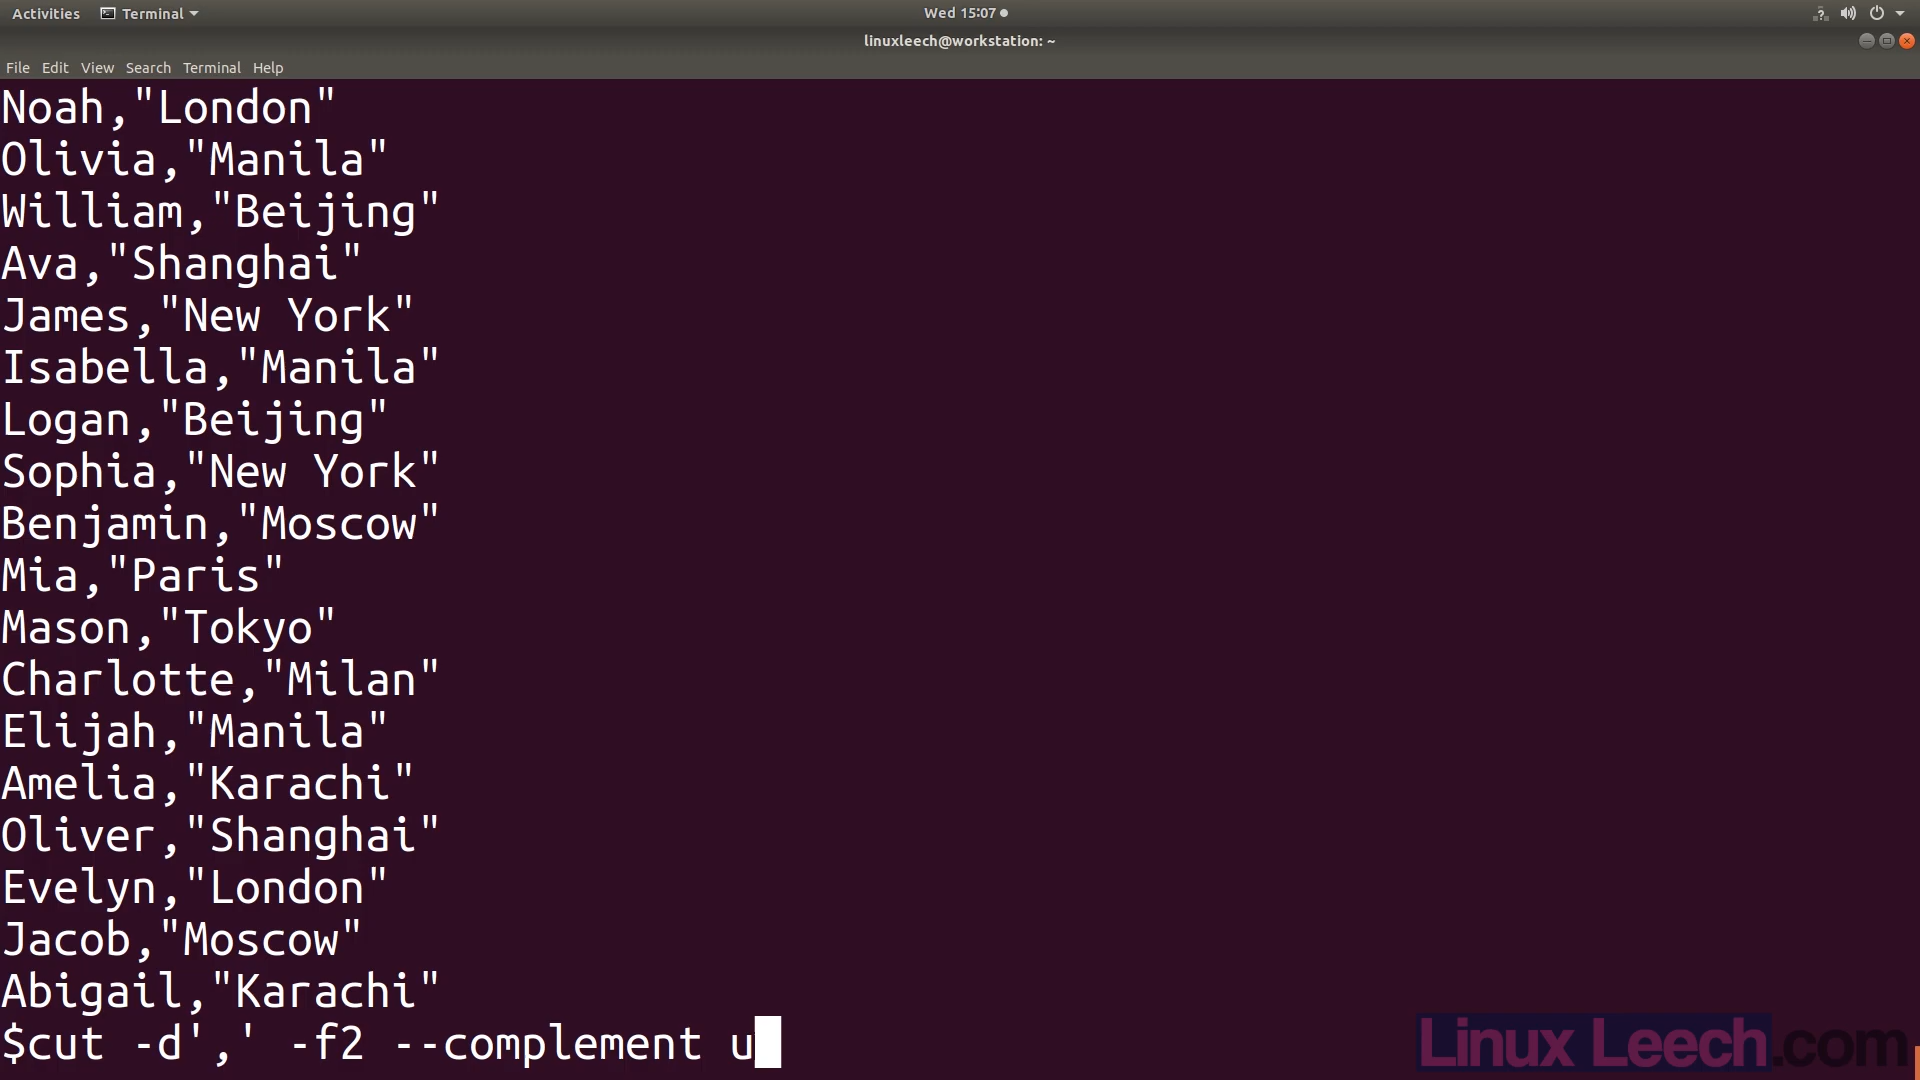 Activities Terminal Wed 15:07
linuxleech@workstation: ~
File Edit View Search Terminal Help
Noah,"London"
Olivia,"Manila"
William,"Beijing"
Ava,"Shanghai"
James,"New York"
Isabella,"Manila"
Logan,"Beijing"
Sophia,"New York"
Benjamin,"Moscow"
Mia,"Paris"
Mason,"Tokyo"
Charlotte,"Milan"
Elijah,"Manila"
Amelia,"Karachi"
Oliver,"Shanghai"
Evelyn,"London"
Jacob,"Moscow"
Abigail,"Karachi"
$cut -d',' -f2 --complement u
Linux Leech.com